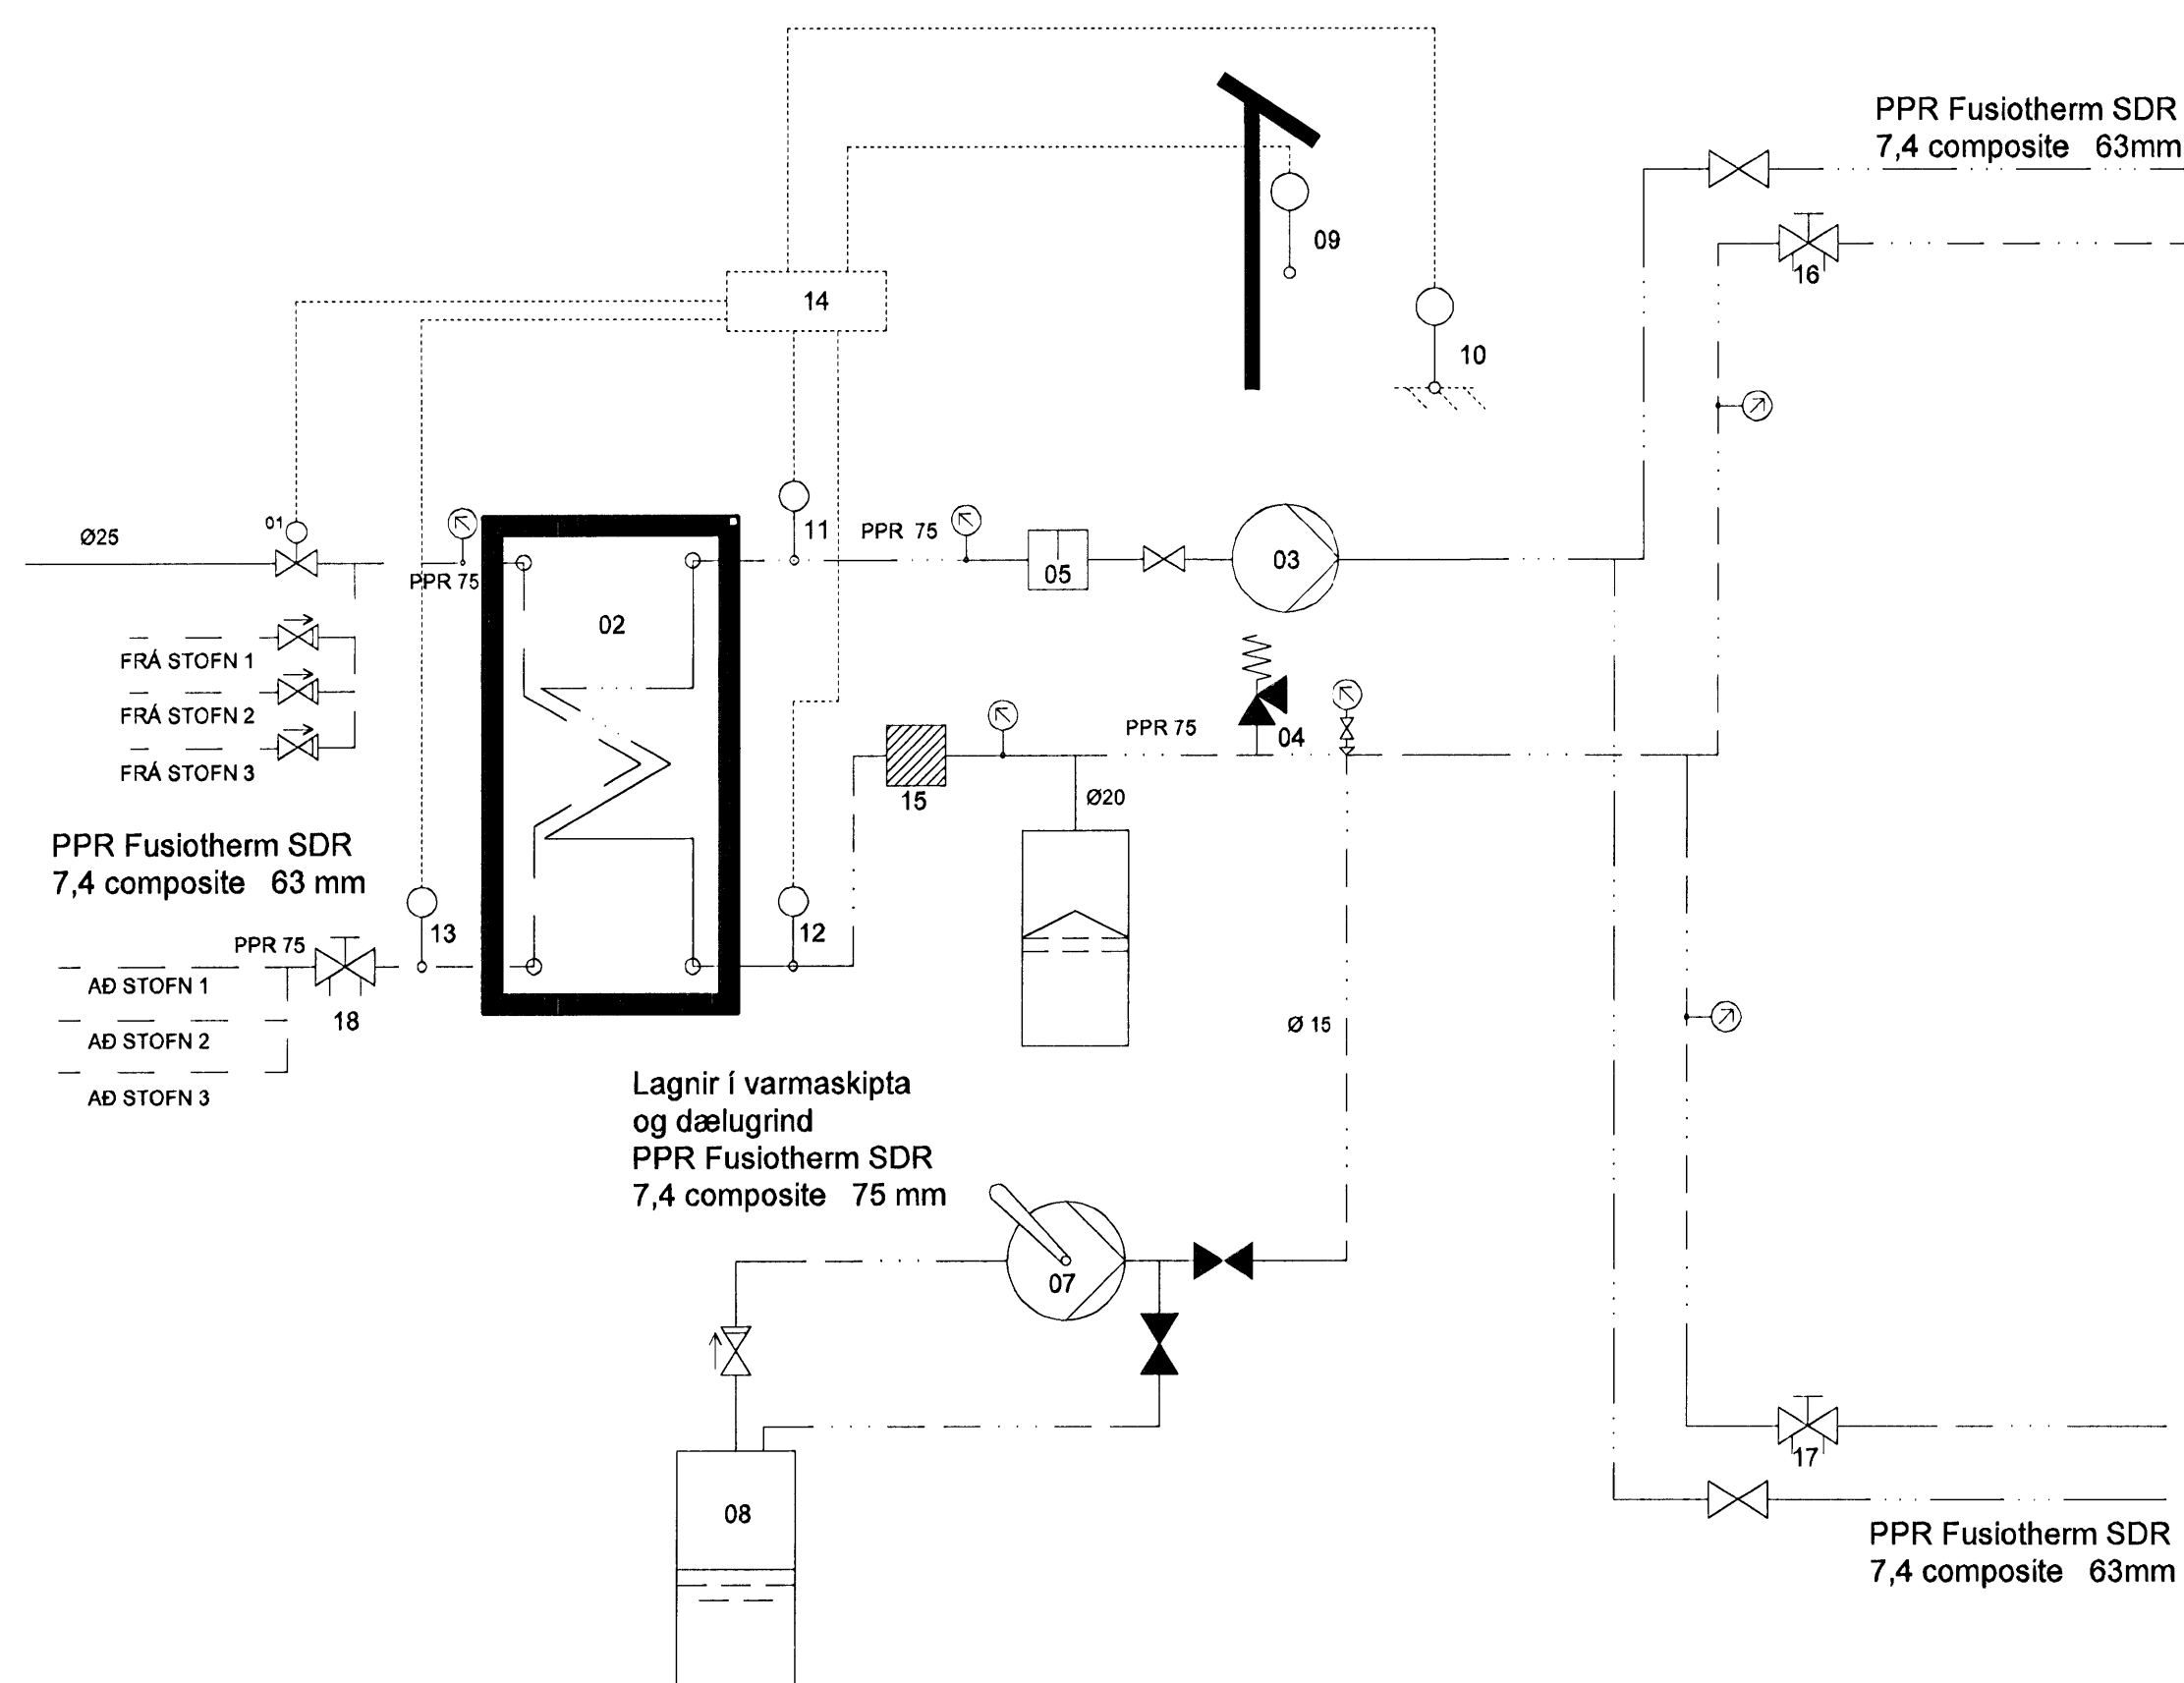 PPR Fusiotherm SDR
7,4 composite 63mm
09
16
14
10
01
Ø25
11
PPR 75
05
03
PPR 75
02
FRÁ STOFN 1
FRÁ STOFN 2
FRÁ STOFN 3
PPR 75
04
15
Ø20
PPR Fusiotherm SDR
7,4 composite 63 mm
13
12
PPR 75
AÐ STOFN 1
18
AÐ STOFN 2
AÐ STOFN 3
Ø 15
Lagnir í varmaskipta
og dælugrind
PPR Fusiotherm SDR
7,4 composite 75 mm
07
17
08
PPR Fusiotherm SDR
7,4 composite 63mm